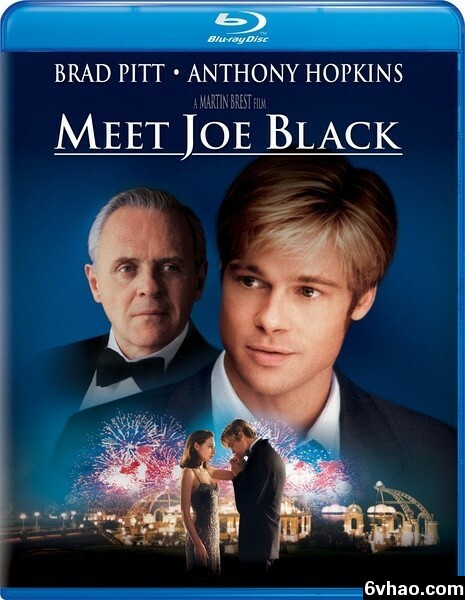 Blu-ray Disc
BRAD PITT • ANTHONY HOPKINS
A MARTIN BREST FILM
MEET JOE BLACK
6vhao.com